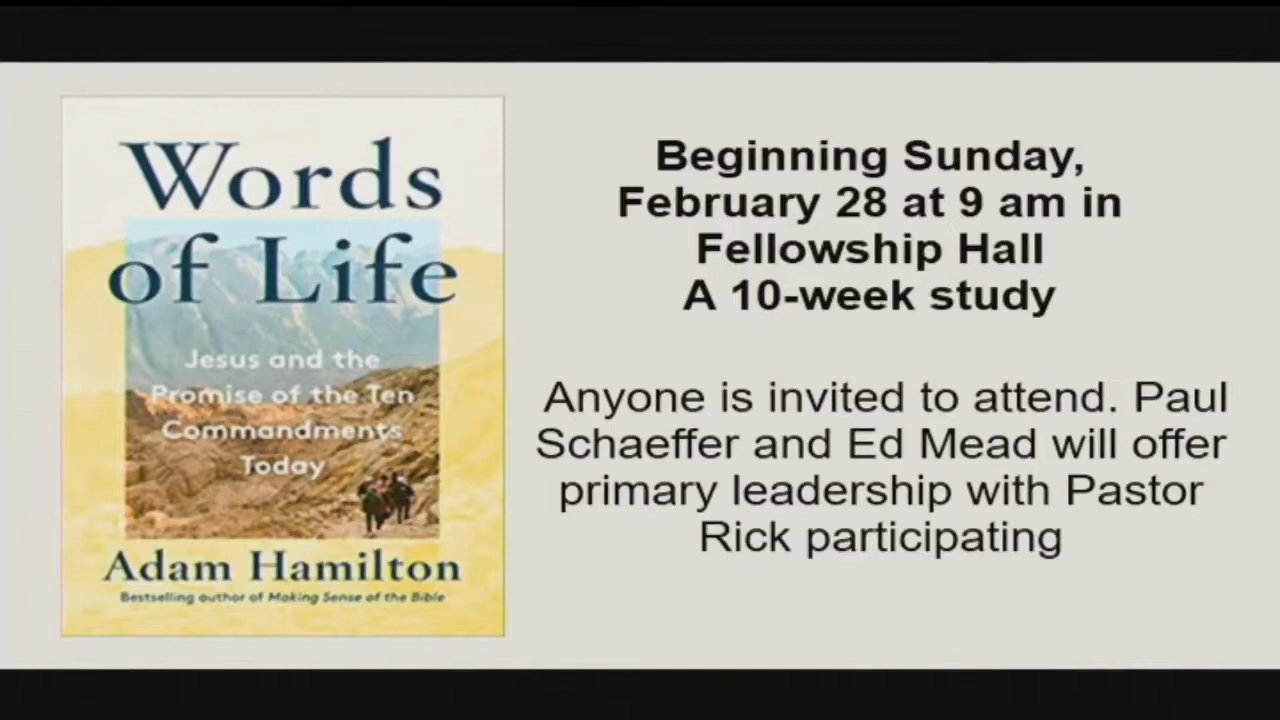 Words
of Life
Jesus and the
Promise of the Ten
Commandments
Today
Adam Hamilton
Bestselling author of Making Sense of the Bible
Beginning Sunday,
February 28 at 9 am in
Fellowship Hall
A 10-week study
Anyone is invited to attend. Paul
Schaeffer and Ed Mead will offer
primary leadership with Pastor
Rick participating